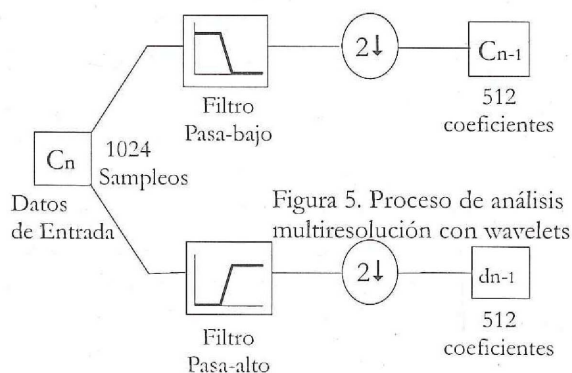 2↓
Cn-1
Filtro
Pasa-bajo
512
coeficientes
Cn
1024
Sampleos
Datos
de Entrada
Figura 5. Proceso de análisis
multiresolución con wavelets
2↓
dn-1
Filtro
Pasa-alto
512
coeficientes